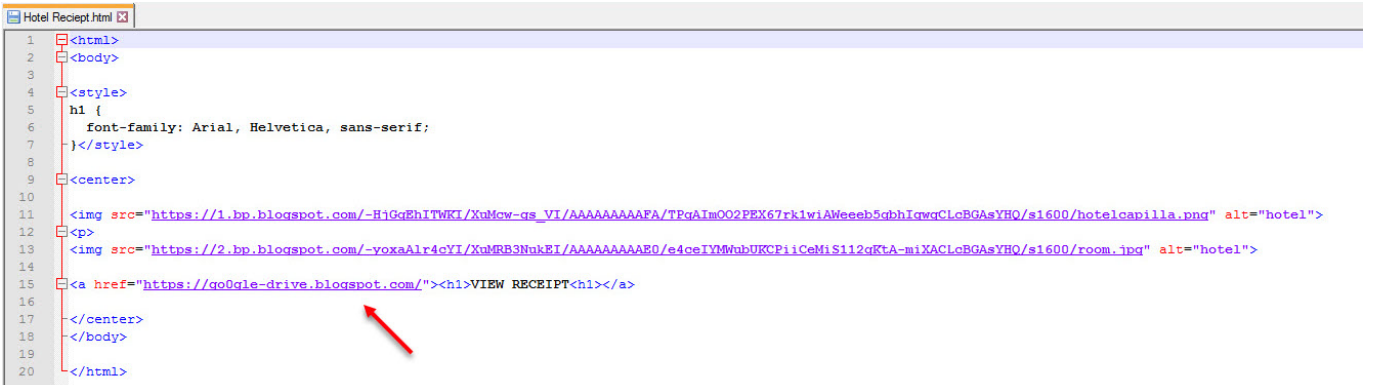 Hotel Reciept.html
1 <html>
2 <body>
3
4 <style>
5 h1 {
6 font-family: Arial, Helvetica, sans-serif;
7 }</style>
8
9 <center>
10
11 <img src="https://1.bp.blogspot.com/-HjGqEhITWKI/XuMcw-gs_VI/AAAAAAAAAFA/TPgAImOO2PEX67rk1wiAWeeeb5gbhIgwgCLcBGAsYHQ/s1600/hotelcapilla.png" alt="hotel">
12 <p>
13 <img src="https://2.bp.blogspot.com/-yoxaAlr4cYI/XuMRB3NukEI/AAAAAAAAAE0/e4ceIYMWubUKCPiiCeMiS112gKtA-miXACLcBGAsYHQ/s1600/room.jpg" alt="hotel">
14
15 <a href="https://go0gle-drive.blogspot.com/"><h1>VIEW RECEIPT<h1></a>
16
17 </center>
18 </body>
19
20 </html>